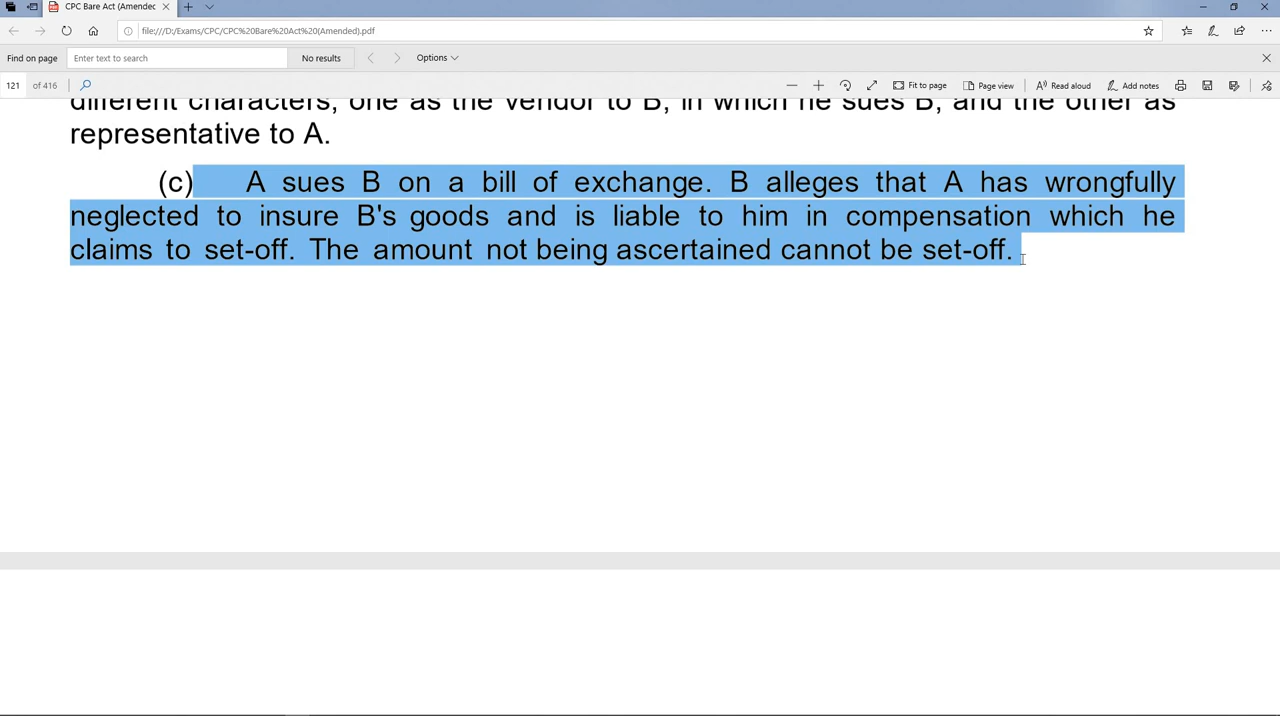 CPC Bare Act (Amended
file:///D:/Exams/CPC/CPC%20Bare%20Act%20(Amended).pdf
Find on page Enter text to search No results Options
121 of 416 Fit to page Page view Read aloud Add notes
different characters, one as the vendor to B, in which he sues B, and the other as
representative to A.
(c) A sues B on a bill of exchange. B alleges that A has wrongfully
neglected to insure B's goods and is liable to him in compensation which he
claims to set-off. The amount not being ascertained cannot be set-off.